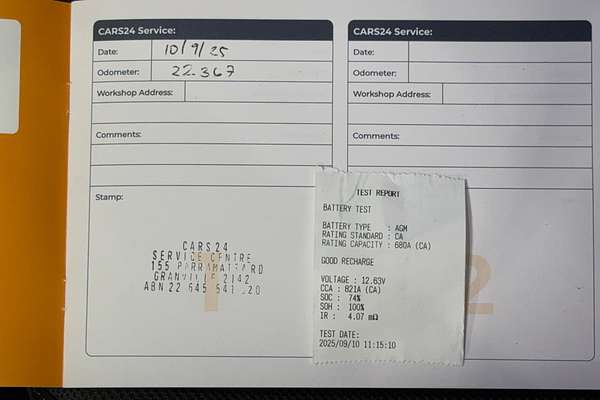 CARS24 Service:
Date: 10/9/25
Odometer: 22.367
Workshop Address:
Comments:
Stamp:
CARS24
SERVICE CENTRE
155 PARRAMATTA RD
GRANVILLE 2142
ABN 22 645 541 20
1
CARS24 Service:
Date:
Odometer:
Workshop Address:
Comments:
2
TEST REPORT
BATTERY TEST
BATTERY TYPE : AGM
RATING STANDARD : CA
RATING CAPACITY : 680A (CA)
GOOD RECHARGE
VOLTAGE : 12.63V
CCA : 821A (CA)
SOC : 74%
SOH : 100%
IR : 4.07 mΩ
TEST DATE:
2025/09/10 11:15:10